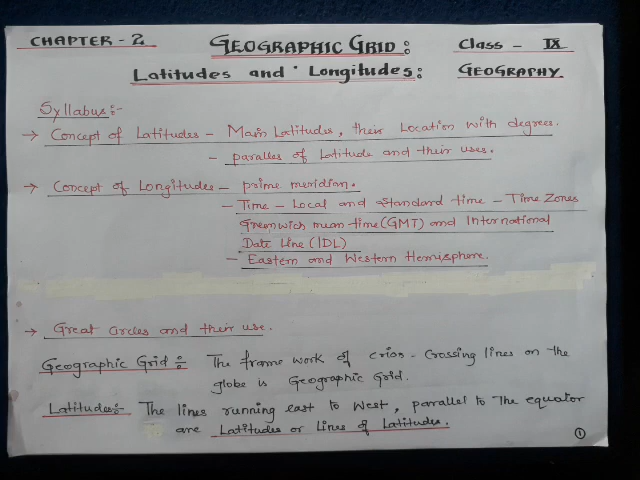 CHAPTER - 2 GEOGRAPHIC GRID: Class - IX
Latitudes and Longitudes: GEOGRAPHY
Syllabus:-
→ Concept of Latitudes - Main Latitudes, their Location with degrees.
- paralles of Latitude and their uses.
→ Concept of Longitudes - prime meridian.
- Time - Local and Standard time - Time Zones
Greenwich mean time (GMT) and International
Date Line (IDL)
- Eastern and Western Hemisphere.
→ Great Circles and their use.
Geographic Grid:- The frame work of criss-Crossing lines on the
globe is Geographic Grid.
Latitudes:- The lines running east to West, parallel to The equator
are Latitudes or Lines of Latitudes.
1